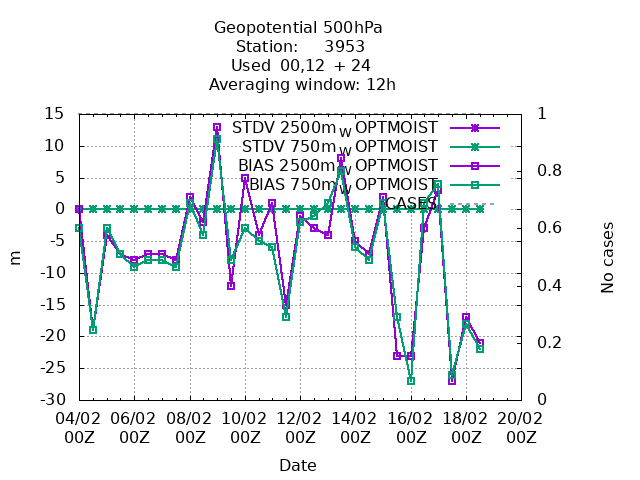 Geopotential 500hPa
Station: 3953
Used 00,12 + 24
Averaging window: 12h
STDV 2500m_W OPTMOIST
STDV 750m_W OPTMOIST
BIAS 2500m_W OPTMOIST
BIAS 750m_W OPTMOIST
CASES
15
10
5
0
-5
-10
-15
-20
-25
-30
m
1
0.8
0.6
0.4
0.2
0
No cases
04/02 06/02 08/02 10/02 12/02 14/02 16/02 18/02 20/02
00Z 00Z 00Z 00Z 00Z 00Z 00Z 00Z 00Z
Date